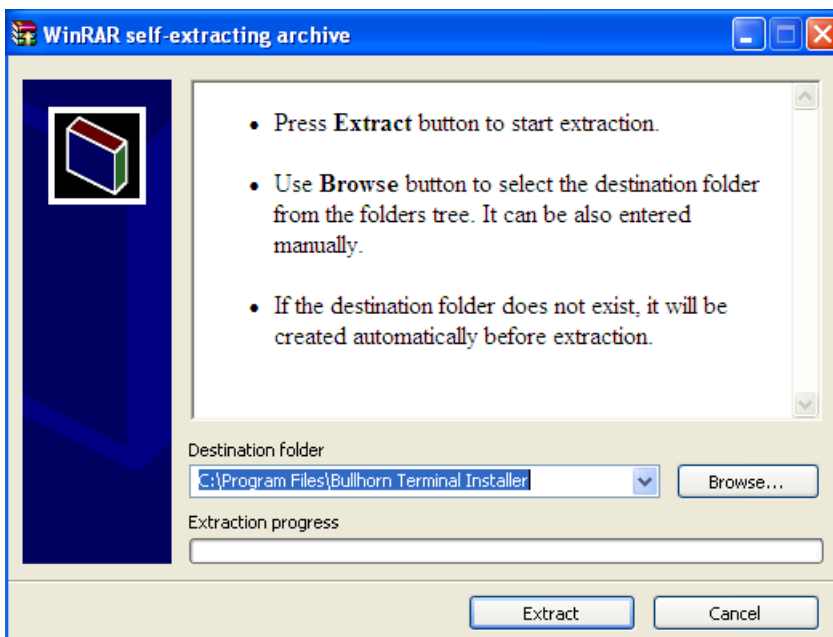 WinRAR self-extracting archive
• Press Extract button to start extraction.
• Use Browse button to select the destination folder
from the folders tree. It can be also entered
manually.
• If the destination folder does not exist, it will be
created automatically before extraction.
Destination folder
C:\Program Files\Bullhorn Terminal Installer
Browse...
Extraction progress
Extract
Cancel